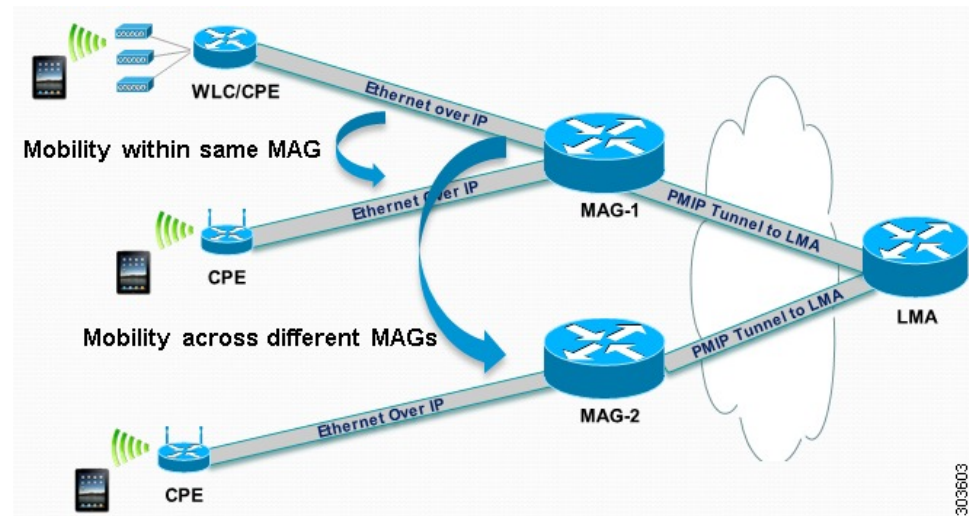 WLC/CPE
Ethernet over IP
Mobility within same MAG
Ethernet Over IP
MAG-1
PMIP Tunnel to LMA
CPE
LMA
Mobility across different MAGs
PMIP Tunnel to LMA
MAG-2
Ethernet Over IP
CPE
303603